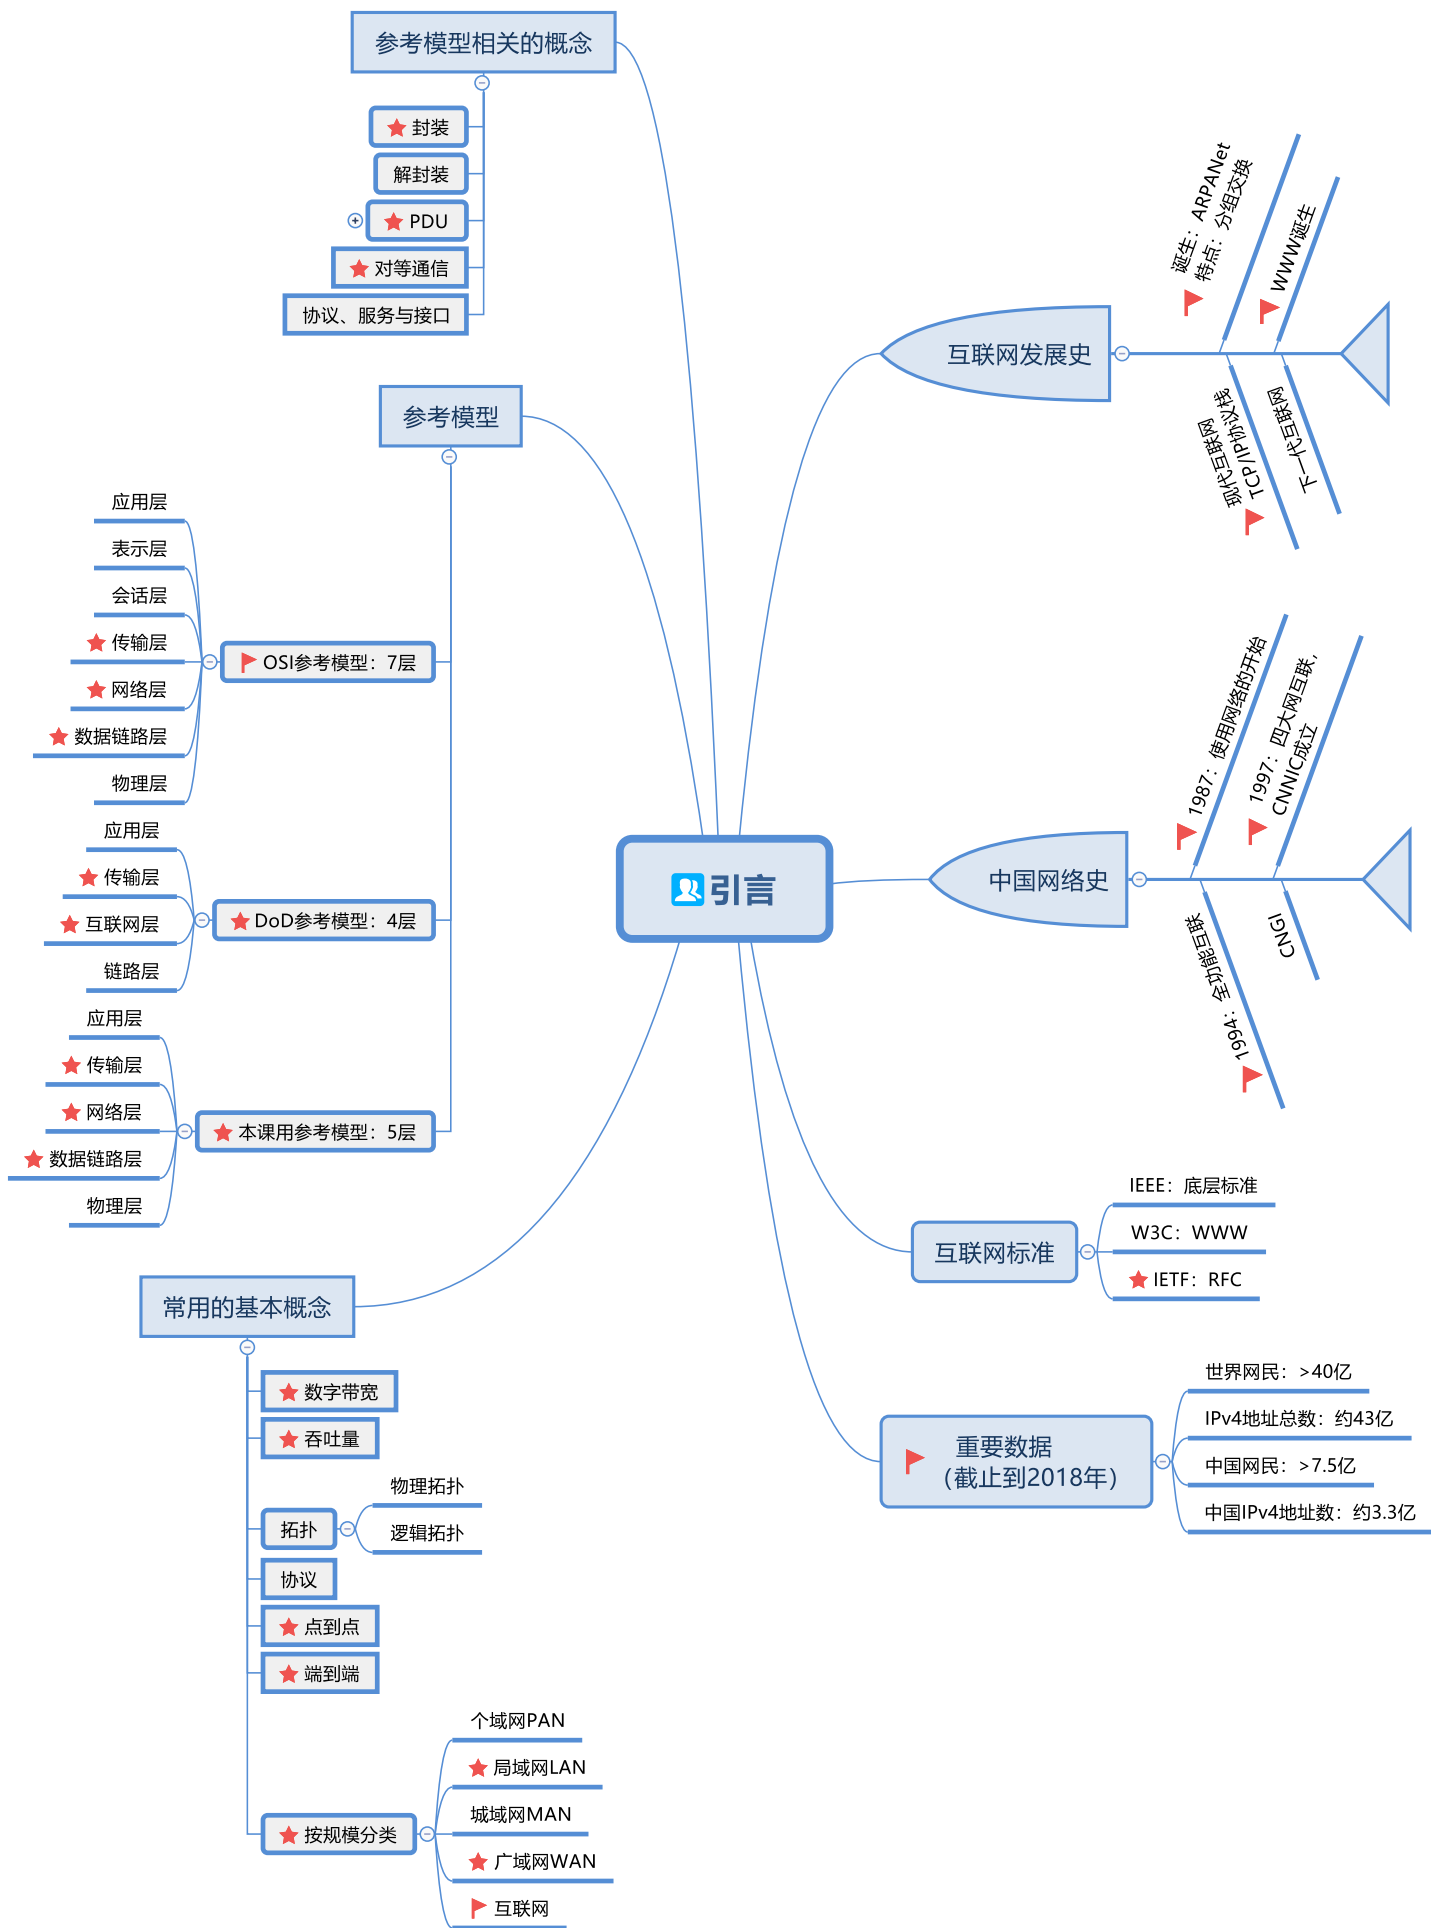 参考模型相关的概念
封装
解封装
PDU
对等通信
协议、服务与接口
参考模型
应用层
表示层
会话层
传输层
网络层
数据链路层
物理层
OSI参考模型：7层
应用层
传输层
互联网层
链路层
DoD参考模型：4层
应用层
传输层
网络层
数据链路层
物理层
本课用参考模型：5层
常用的基本概念
数字带宽
吞吐量
拓扑
物理拓扑
逻辑拓扑
协议
点到点
端到端
按规模分类
个域网PAN
局域网LAN
城域网MAN
广域网WAN
互联网
引言
互联网发展史
诞生：ARPANet
特点：分组交换
WWW诞生
现代互联网
TCP/IP协议栈
下一代互联网
中国网络史
1987：使用网络的开始
1997：四大网互联，
CNNIC成立
1994：全功能互联
CNGI
互联网标准
IEEE：底层标准
W3C：WWW
IETF：RFC
重要数据
（截止到2018年）
世界网民：>40亿
IPv4地址总数：约43亿
中国网民：>7.5亿
中国IPv4地址数：约3.3亿